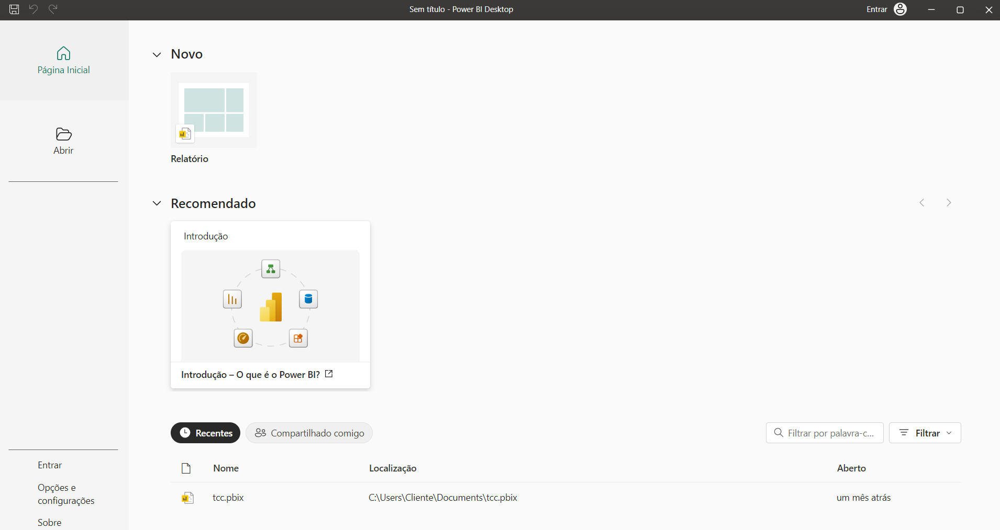 Sem título - Power BI Desktop
Entrar
Página Inicial
Abrir
Novo
Relatório
Recomendado
Introdução
Introdução – O que é o Power BI?
Recentes
Compartilhado comigo
Filtrar por palavra-c...
Filtrar
Nome
Localização
Aberto
tcc.pbix
C:\Users\Cliente\Documents\tcc.pbix
um mês atrás
Entrar
Opções e
configurações
Sobre